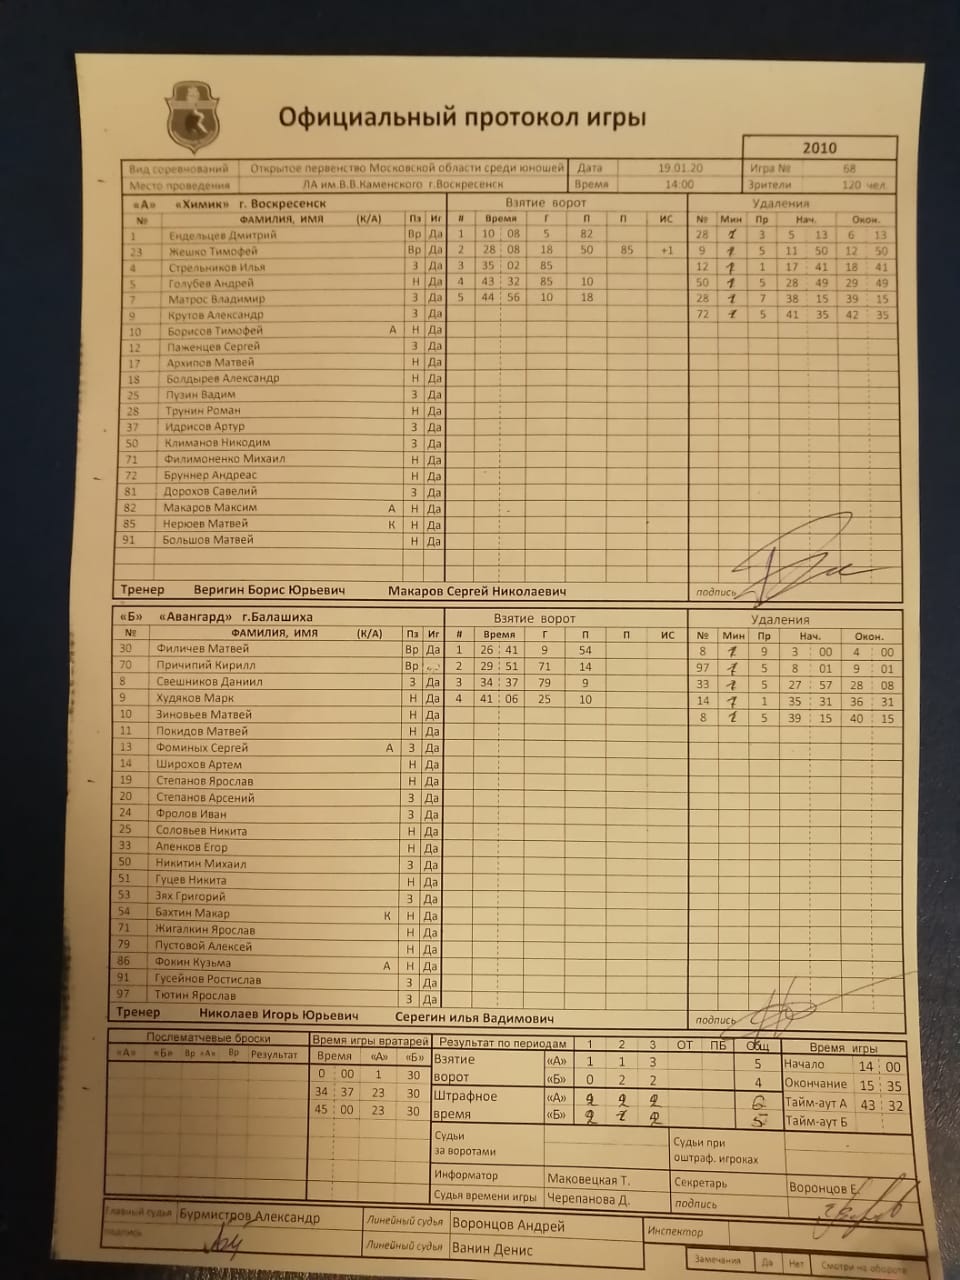 Официальный протокол игры
2010
Вид соревнований Открытое первенство Московской области среди юношей Дата 19.01.20 Игра № 68
Место проведения ЛА им.В.В.Каменского г.Воскресенск Время 14:00 Зрители 120 чел.
«А» «Химик» г. Воскресенск Взятие ворот Удаления
№ ФАМИЛИЯ, ИМЯ (К/А) Пз Иг # Время Г П П ИС № Мин Пр Нач. Окон.
1 Ендельцев Дмитрий Вр Да 1 10 08 5 82 28 1 3 5 13 6 13
23 Жешко Тимофей Вр Да 2 28 08 18 50 85 +1 9 1 5 11 50 12 50
4 Стрельников Илья З Да 3 35 02 85 12 1 1 17 41 18 41
5 Голубев Андрей Н Да 4 43 32 85 10 50 1 5 28 49 29 49
7 Матрос Владимир З Да 5 44 56 10 18 28 1 7 38 15 39 15
9 Крутов Александр З Да 72 1 5 41 35 42 35
10 Борисов Тимофей А Н Да
12 Паженцев Сергей З Да
17 Архипов Матвей Н Да
18 Болдырев Александр Н Да
25 Пузин Вадим З Да
28 Трунин Роман Н Да
37 Идрисов Артур З Да
50 Климанов Никодим З Да
71 Филимоненко Михаил Н Да
72 Бруннер Андреас Н Да
81 Дорохов Савелий З Да
82 Макаров Максим А Н Да
85 Нерюев Матвей К Н Да
91 Большов Матвей Н Да
Тренер Веригин Борис Юрьевич Макаров Сергей Николаевич подпись
«Б» «Авангард» г.Балашиха Взятие ворот Удаления
№ ФАМИЛИЯ, ИМЯ (К/А) Пз Иг # Время Г П П ИС № Мин Пр Нач. Окон.
30 Филичев Матвей Вр Да 1 26 41 9 54 8 1 9 3 00 4 00
70 Причипий Кирилл Вр 2 29 51 71 14 97 1 5 8 01 9 01
8 Свешников Даниил З Да 3 34 37 79 9 33 1 5 27 57 28 08
9 Худяков Марк Н Да 4 41 06 25 10 14 1 1 35 31 36 31
10 Зиновьев Матвей Н Да 8 1 5 39 15 40 15
11 Покидов Матвей Н Да
13 Фоминых Сергей А З Да
14 Широхов Артем Н Да
19 Степанов Ярослав Н Да
20 Степанов Арсений З Да
24 Фролов Иван З Да
25 Соловьев Никита Н Да
33 Апенков Егор Н Да
50 Никитин Михаил З Да
51 Гуцев Никита Н Да
53 Зях Григорий З Да
54 Бахтин Макар К Н Да
71 Жигалкин Ярослав Н Да
79 Пустовой Алексей Н Да
86 Фокин Кузьма А Н Да
91 Гусейнов Ростислав З Да
97 Тютин Ярослав З Да
Тренер Николаев Игорь Юрьевич Серегин илья Вадимович подпись
Послематчевые броски Время игры вратарей Результат по периодам 1 2 3 ОТ ПБ Общ Время игры
«А» «Б» Вр «А» Вр Результат Время «А» «Б» Взятие ворот «А» 1 1 3 5 Начало 14 00
0 00 1 30 «Б» 0 2 2 4 Окончание 15 35
34 37 23 30 Штрафное время «А» 2 2 2 6 Тайм-аут А 43 32
45 00 23 30 «Б» 2 1 2 5 Тайм-аут Б
Судьи за воротами Судьи при оштраф. игроках
Информатор Маковецкая Т. Секретарь Воронцов Е.
Судья времени игры Черепанова Д. подпись
Главный судья Бурмистров Александр Линейный судья Воронцов Андрей Инспектор
подпись Линейный судья Ванин Денис Замечания Да Нет Смотри на обороте